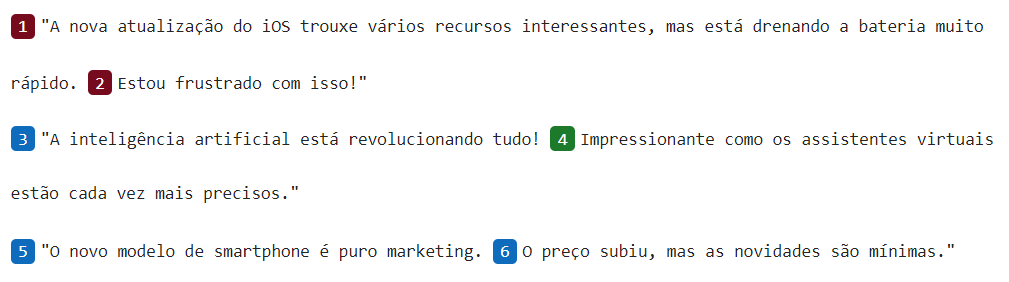 1 "A nova atualização do iOS trouxe vários recursos interessantes, mas está drenando a bateria muito
rápido. 2 Estou frustrado com isso!"
3 "A inteligência artificial está revolucionando tudo! 4 Impressionante como os assistentes virtuais
estão cada vez mais precisos."
5 "O novo modelo de smartphone é puro marketing. 6 O preço subiu, mas as novidades são mínimas."